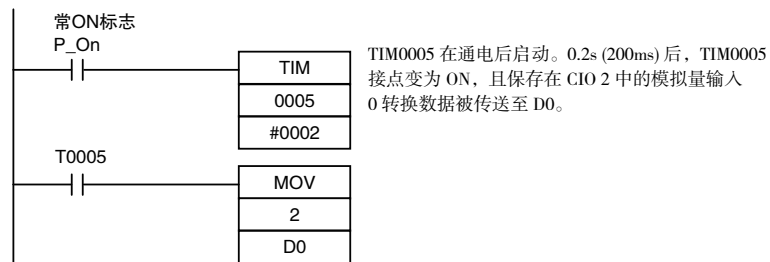 常ON标志
P_On
TIM
0005
#0002
TIM0005 在通电后启动。0.2s (200ms) 后，TIM0005
接点变为 ON，且保存在 CIO 2 中的模拟量输入
0 转换数据被传送至 D0。
T0005
MOV
2
D0